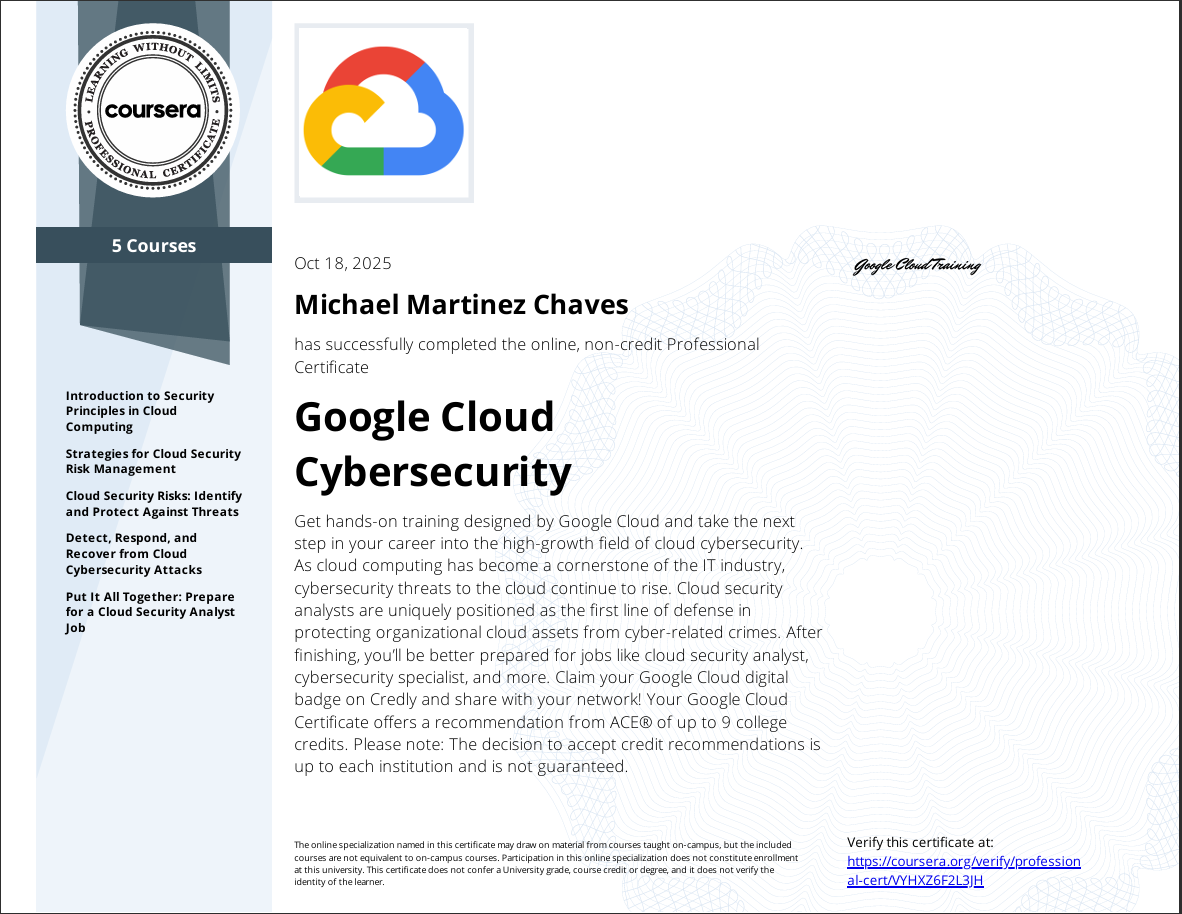 LEARNING WITHOUT LIMITS
coursera
PROFESSIONAL CERTIFICATE
5 Courses
Introduction to Security
Principles in Cloud
Computing
Strategies for Cloud Security
Risk Management
Cloud Security Risks: Identify
and Protect Against Threats
Detect, Respond, and
Recover from Cloud
Cybersecurity Attacks
Put It All Together: Prepare
for a Cloud Security Analyst
Job
Oct 18, 2025
Michael Martinez Chaves
has successfully completed the online, non-credit Professional
Certificate
Google Cloud
Cybersecurity
Get hands-on training designed by Google Cloud and take the next
step in your career into the high-growth field of cloud cybersecurity.
As cloud computing has become a cornerstone of the IT industry,
cybersecurity threats to the cloud continue to rise. Cloud security
analysts are uniquely positioned as the first line of defense in
protecting organizational cloud assets from cyber-related crimes. After
finishing, you’ll be better prepared for jobs like cloud security analyst,
cybersecurity specialist, and more. Claim your Google Cloud digital
badge on Credly and share with your network! Your Google Cloud
Certificate offers a recommendation from ACE® of up to 9 college
credits. Please note: The decision to accept credit recommendations is
up to each institution and is not guaranteed.
Google Cloud Training
The online specialization named in this certificate may draw on material from courses taught on-campus, but the included
courses are not equivalent to on-campus courses. Participation in this online specialization does not constitute enrollment
at this university. This certificate does not confer a University grade, course credit or degree, and it does not verify the
identity of the learner.
Verify this certificate at:
https://coursera.org/verify/profession
al-cert/VYHXZ6F2L3JH